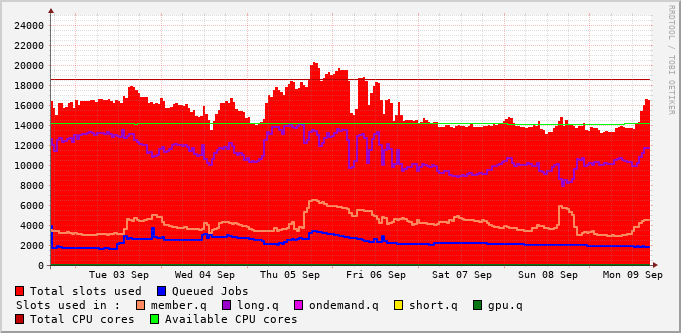 24000
22000
20000
18000
16000
14000
12000
10000
8000
6000
4000
2000
0
Tue 03 Sep Wed 04 Sep Thu 05 Sep Fri 06 Sep Sat 07 Sep Sun 08 Sep Mon 09 Sep
RRDTOOL / TOBI OETIKER
Total slots used Queued Jobs
Slots used in : member.q long.q ondemand.q short.q gpu.q
Total CPU cores Available CPU cores